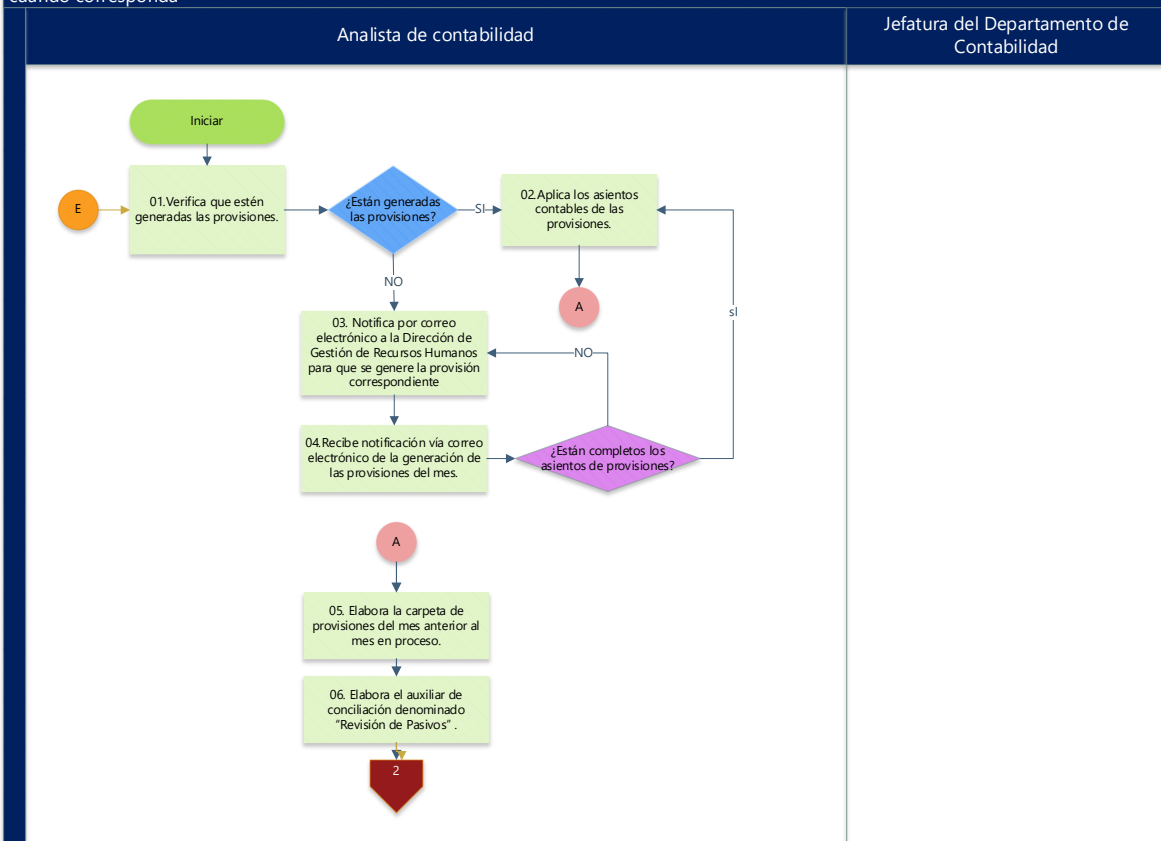 cuando corresponda
Analista de contabilidad
Jefatura del Departamento de
Contabilidad
Iniciar
E
01.Verifica que estén
generadas las provisiones.
¿Están generadas
las provisiones?
SI
02.Aplica los asientos
contables de las
provisiones.
NO
A
sI
03. Notifica por correo
electrónico a la Dirección de
Gestión de Recursos Humanos
para que se genere la provisión
correspondiente
NO
04.Recibe notificación vía correo
electrónico de la generación de
las provisiones del mes.
¿Están completos los
asientos de provisiones?
A
05. Elabora la carpeta de
provisiones del mes anterior al
mes en proceso.
06. Elabora el auxiliar de
conciliación denominado
“Revisión de Pasivos” .
2